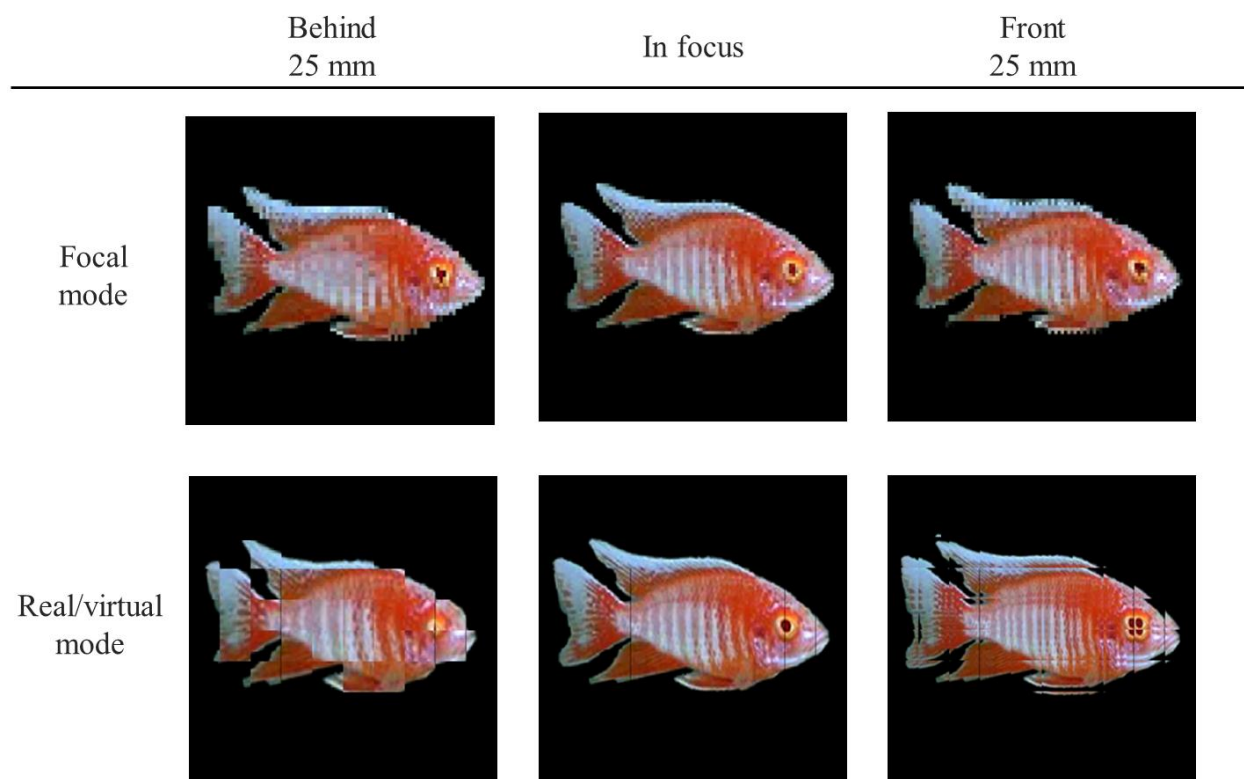 Behind
25 mm
In focus
Front
25 mm
Focal
mode
Real/virtual
mode